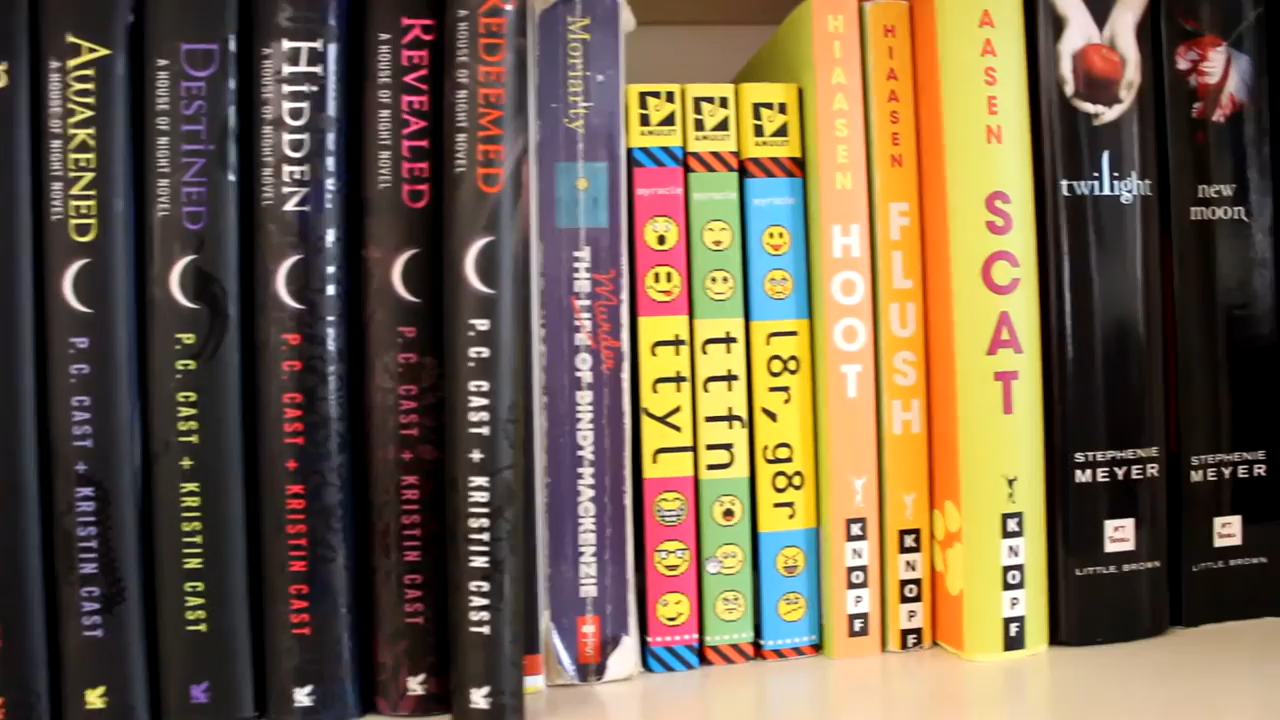 AWAKENED
A HOUSE OF NIGHT NOVEL
P.C. CAST + KRISTIN CAST
DESTINED
A HOUSE OF NIGHT NOVEL
P.C. CAST + KRISTIN CAST
HIDDEN
A HOUSE OF NIGHT NOVEL
P.C. CAST + KRISTIN CAST
REVEALED
A HOUSE OF NIGHT NOVEL
P.C. CAST + KRISTIN CAST
REDEEMED
A HOUSE OF NIGHT NOVEL
P.C. CAST + KRISTIN CAST
Moriarty
THE LIFE OF BINDY MACKENZIE
Murder
AMULET
myracle
ttyl
AMULET
myracle
ttfn
AMULET
myracle
l8r, g8r
HIAASEN
HOOT
KNOPF
HIAASEN
FLUSH
KNOPF
AASEN
SCAT
KNOPF
twilight
STEPHENIE
MEYER
LITTLE, BROWN
new
moon
STEPHENIE
MEYER
LITTLE, BROWN